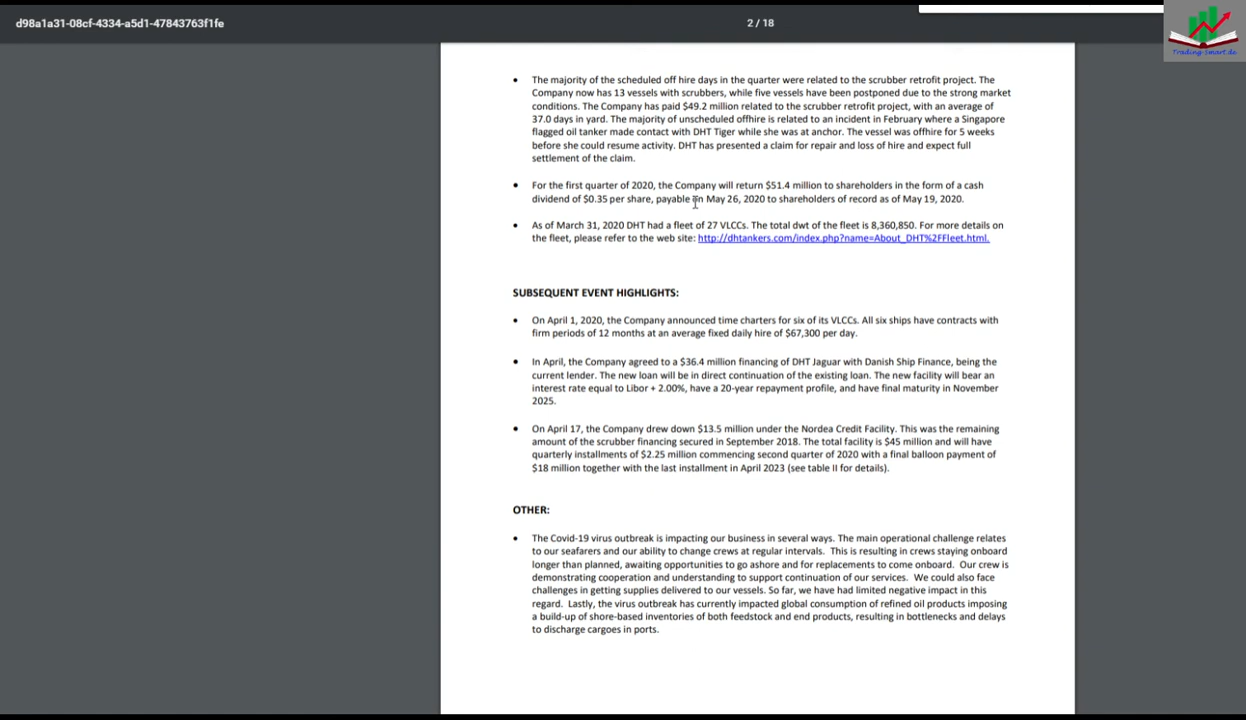 d98a1a31-08cf-4334-a5d1-47843763f1fe
2 / 18
Trading-Smart.de
• The majority of the scheduled off hire days in the quarter were related to the scrubber retrofit project. The
Company now has 13 vessels with scrubbers, while five vessels have been postponed due to the strong market
conditions. The Company has paid $49.2 million related to the scrubber retrofit project, with an average of
37.0 days in yard. The majority of unscheduled offhire is related to an incident in February where a Singapore
flagged oil tanker made contact with DHT Tiger while she was at anchor. The vessel was offhire for 5 weeks
before she could resume activity. DHT has presented a claim for repair and loss of hire and expect full
settlement of the claim.
• For the first quarter of 2020, the Company will return $51.4 million to shareholders in the form of a cash
dividend of $0.35 per share, payable on May 26, 2020 to shareholders of record as of May 19, 2020.
• As of March 31, 2020 DHT had a fleet of 27 VLCCs. The total dwt of the fleet is 8,360,850. For more details on
the fleet, please refer to the web site: http://dhtankers.com/index.php?name=About_DHT%2FFleet.html.
SUBSEQUENT EVENT HIGHLIGHTS:
• On April 1, 2020, the Company announced time charters for six of its VLCCs. All six ships have contracts with
firm periods of 12 months at an average fixed daily hire of $67,300 per day.
• In April, the Company agreed to a $36.4 million financing of DHT Jaguar with Danish Ship Finance, being the
current lender. The new loan will be in direct continuation of the existing loan. The new facility will bear an
interest rate equal to Libor + 2.00%, have a 20-year repayment profile, and have final maturity in November
2025.
• On April 17, the Company drew down $13.5 million under the Nordea Credit Facility. This was the remaining
amount of the scrubber financing secured in September 2018. The total facility is $45 million and will have
quarterly installments of $2.25 million commencing second quarter of 2020 with a final balloon payment of
$18 million together with the last installment in April 2023 (see table II for details).
OTHER:
• The Covid-19 virus outbreak is impacting our business in several ways. The main operational challenge relates
to our seafarers and our ability to change crews at regular intervals. This is resulting in crews staying onboard
longer than planned, awaiting opportunities to go ashore and for replacements to come onboard. Our crew is
demonstrating cooperation and understanding to support continuation of our services. We could also face
challenges in getting supplies delivered to our vessels. So far, we have had limited negative impact in this
regard. Lastly, the virus outbreak has currently impacted global consumption of refined oil products imposing
a build-up of shore-based inventories of both feedstock and end products, resulting in bottlenecks and delays
to discharge cargoes in ports.